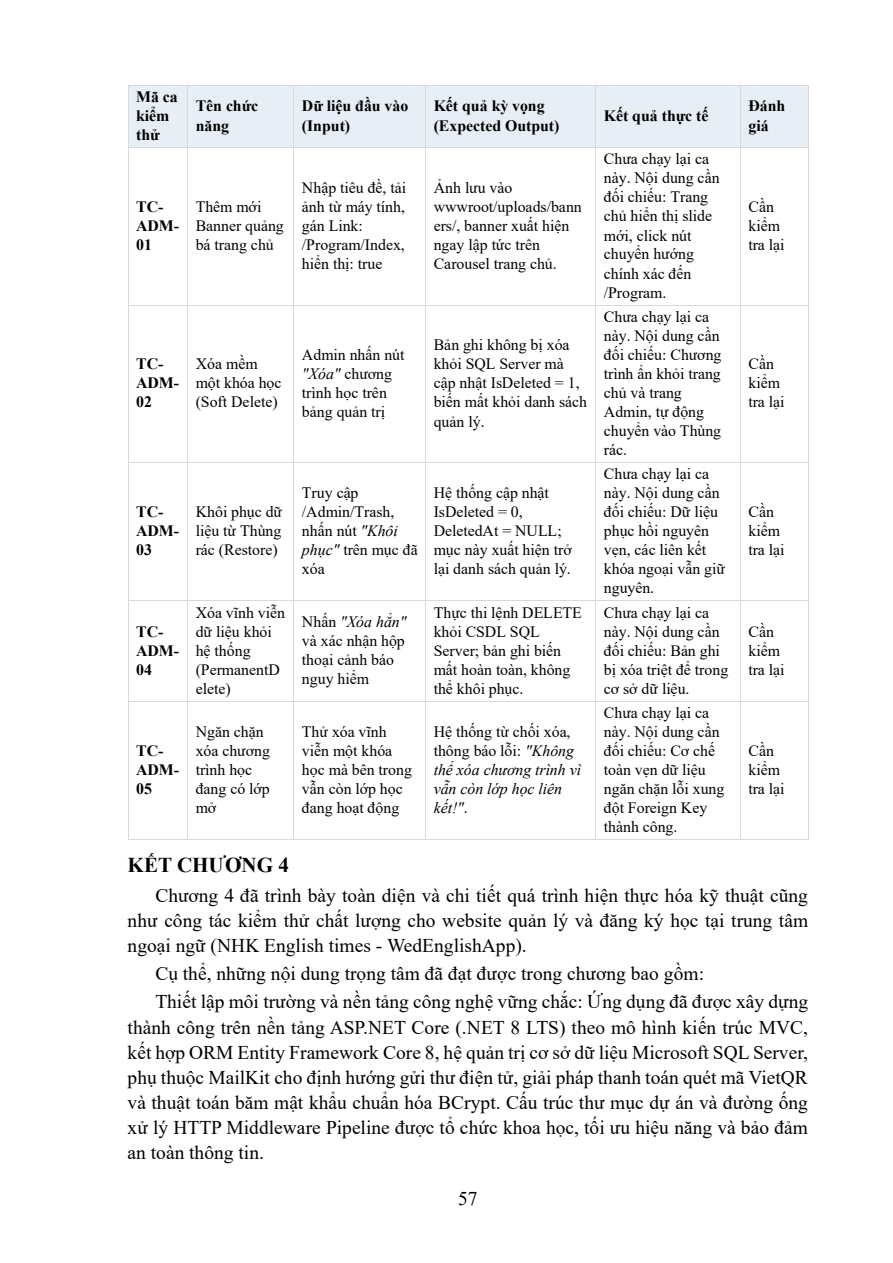 Mã ca
kiểm
thử
Tên chức
năng
Dữ liệu đầu vào
(Input)
Kết quả kỳ vọng
(Expected Output)
Kết quả thực tế
Đánh
giá
TC-
ADM-
01
Thêm mới
Banner quảng
bá trang chủ
Nhập tiêu đề, tải
ảnh từ máy tính,
gán Link:
/Program/Index,
hiển thị: true
Ảnh lưu vào
wwwroot/uploads/bann
ers/, banner xuất hiện
ngay lập tức trên
Carousel trang chủ.
Chưa chạy lại ca
này. Nội dung cần
đối chiếu: Trang
chủ hiển thị slide
mới, click nút
chuyển hướng
chính xác đến
/Program.
Cần
kiểm
tra lại
TC-
ADM-
02
Xóa mềm
một khóa học
(Soft Delete)
Admin nhấn nút
"Xóa" chương
trình học trên
bảng quản trị
Bản ghi không bị xóa
khỏi SQL Server mà
cập nhật IsDeleted = 1,
biến mất khỏi danh sách
quản lý.
Chưa chạy lại ca
này. Nội dung cần
đối chiếu: Chương
trình ẩn khỏi trang
chủ và trang
Admin, tự động
chuyển vào Thùng
rác.
Cần
kiểm
tra lại
TC-
ADM-
03
Khôi phục dữ
liệu từ Thùng
rác (Restore)
Truy cập
/Admin/Trash,
nhấn nút "Khôi
phục" trên mục đã
xóa
Hệ thống cập nhật
IsDeleted = 0,
DeletedAt = NULL;
mục này xuất hiện trở
lại danh sách quản lý.
Chưa chạy lại ca
này. Nội dung cần
đối chiếu: Dữ liệu
phục hồi nguyên
vẹn, các liên kết
khóa ngoại vẫn giữ
nguyên.
Cần
kiểm
tra lại
TC-
ADM-
04
Xóa vĩnh viễn
dữ liệu khỏi
hệ thống
(PermanentD
elete)
Nhấn "Xóa hẳn"
và xác nhận hộp
thoại cảnh báo
nguy hiểm
Thực thi lệnh DELETE
khỏi CSDL SQL
Server; bản ghi biến
mất hoàn toàn, không
thể khôi phục.
Chưa chạy lại ca
này. Nội dung cần
đối chiếu: Bản ghi
bị xóa triệt để trong
cơ sở dữ liệu.
Cần
kiểm
tra lại
TC-
ADM-
05
Ngăn chặn
xóa chương
trình học
đang có lớp
mở
Thử xóa vĩnh
viễn một khóa
học mà bên trong
vẫn còn lớp học
đang hoạt động
Hệ thống từ chối xóa,
thông báo lỗi: "Không
thể xóa chương trình vì
vẫn còn lớp học liên
kết!".
Chưa chạy lại ca
này. Nội dung cần
đối chiếu: Cơ chế
toàn vẹn dữ liệu
ngăn chặn lỗi xung
đột Foreign Key
thành công.
Cần
kiểm
tra lại
KẾT CHƯƠNG 4
Chương 4 đã trình bày toàn diện và chi tiết quá trình hiện thực hóa kỹ thuật cũng
như công tác kiểm thử chất lượng cho website quản lý và đăng ký học tại trung tâm
ngoại ngữ (NHK English times - WedEnglishApp).
Cụ thể, những nội dung trọng tâm đã đạt được trong chương bao gồm:
Thiết lập môi trường và nền tảng công nghệ vững chắc: Ứng dụng đã được xây dựng
thành công trên nền tảng ASP.NET Core (.NET 8 LTS) theo mô hình kiến trúc MVC,
kết hợp ORM Entity Framework Core 8, hệ quản trị cơ sở dữ liệu Microsoft SQL Server,
phụ thuộc MailKit cho định hướng gửi thư điện tử, giải pháp thanh toán quét mã VietQR
và thuật toán băm mật khẩu chuẩn hóa BCrypt. Cấu trúc thư mục dự án và đường ống
xử lý HTTP Middleware Pipeline được tổ chức khoa học, tối ưu hiệu năng và bảo đảm
an toàn thông tin.
57